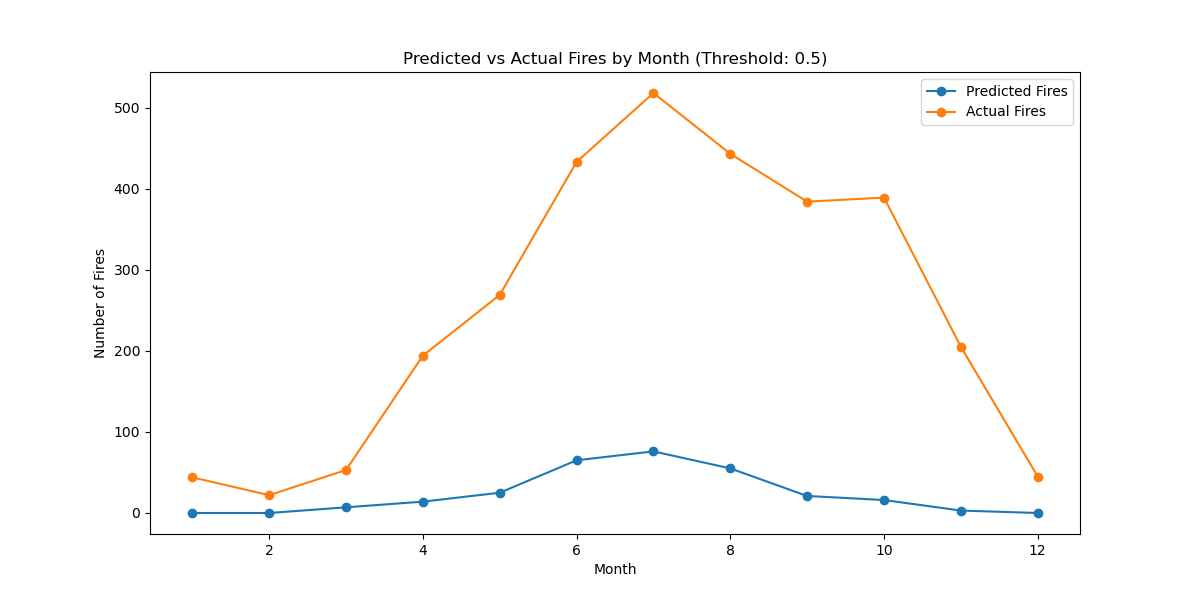 Predicted vs Actual Fires by Month (Threshold: 0.5)
Predicted Fires
Actual Fires
Number of Fires
500
400
300
200
100
0
2
4
6
8
10
12
Month